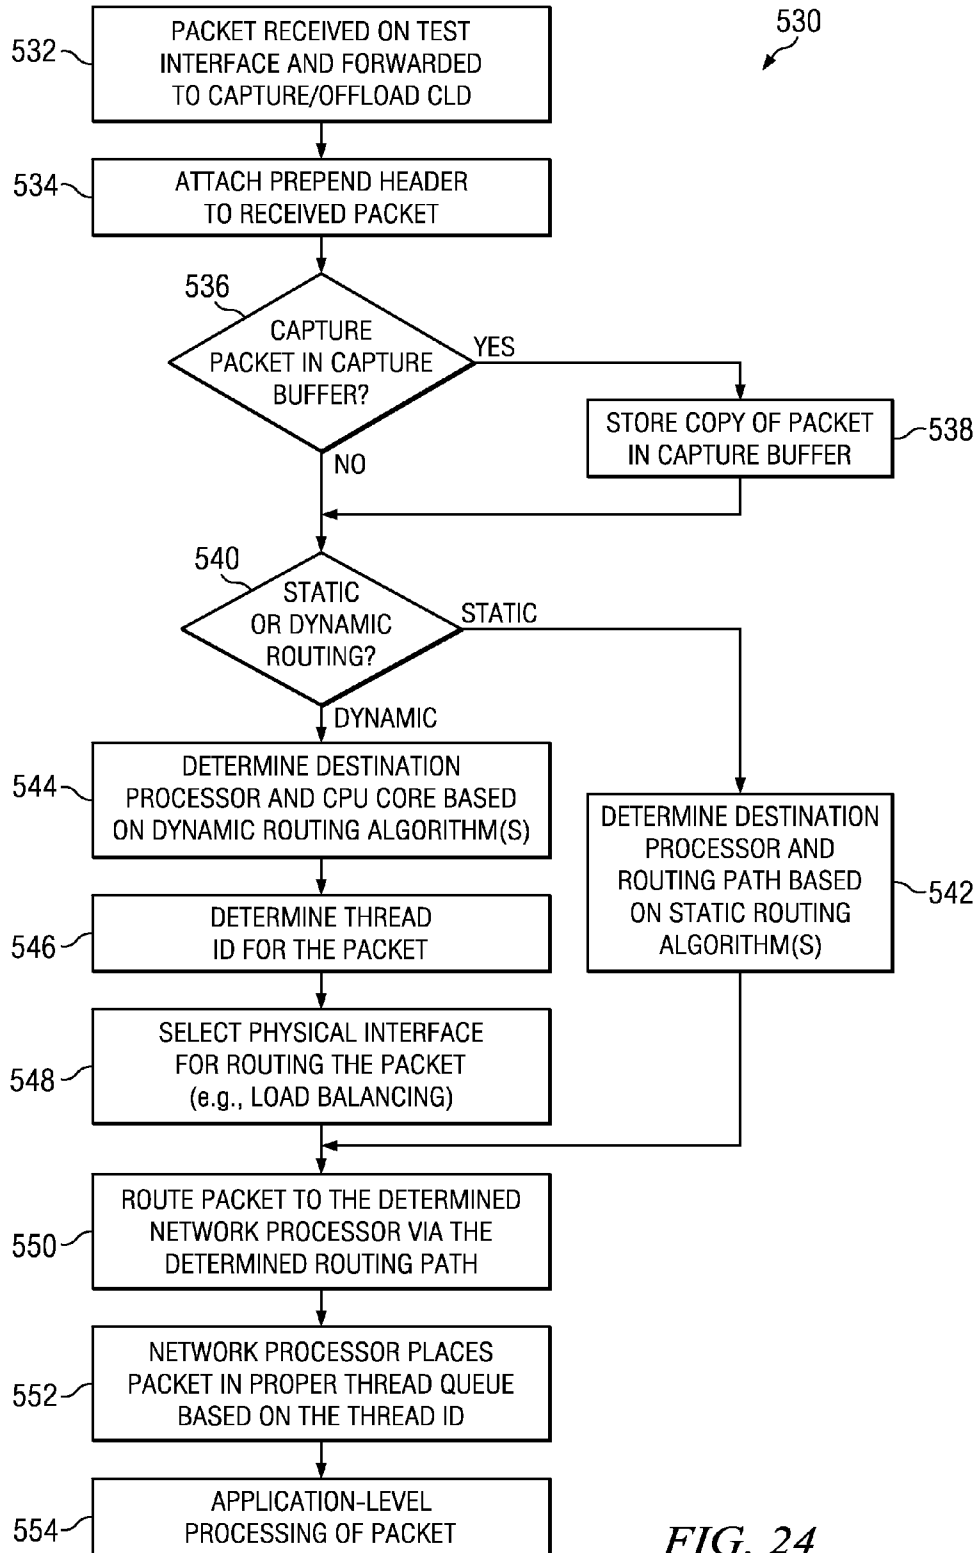 530
532
PACKET RECEIVED ON TEST
INTERFACE AND FORWARDED
TO CAPTURE/OFFLOAD CLD
534
ATTACH PREPEND HEADER
TO RECEIVED PACKET
536
CAPTURE
PACKET IN CAPTURE
BUFFER?
YES
NO
STORE COPY OF PACKET
IN CAPTURE BUFFER
538
540
STATIC
OR DYNAMIC
ROUTING?
STATIC
DYNAMIC
544
DETERMINE DESTINATION
PROCESSOR AND CPU CORE BASED
ON DYNAMIC ROUTING ALGORITHM(S)
DETERMINE DESTINATION
PROCESSOR AND
ROUTING PATH BASED
ON STATIC ROUTING
ALGORITHM(S)
542
546
DETERMINE THREAD
ID FOR THE PACKET
548
SELECT PHYSICAL INTERFACE
FOR ROUTING THE PACKET
(e.g., LOAD BALANCING)
550
ROUTE PACKET TO THE DETERMINED
NETWORK PROCESSOR VIA THE
DETERMINED ROUTING PATH
552
NETWORK PROCESSOR PLACES
PACKET IN PROPER THREAD QUEUE
BASED ON THE THREAD ID
554
APPLICATION-LEVEL
PROCESSING OF PACKET
FIG. 24